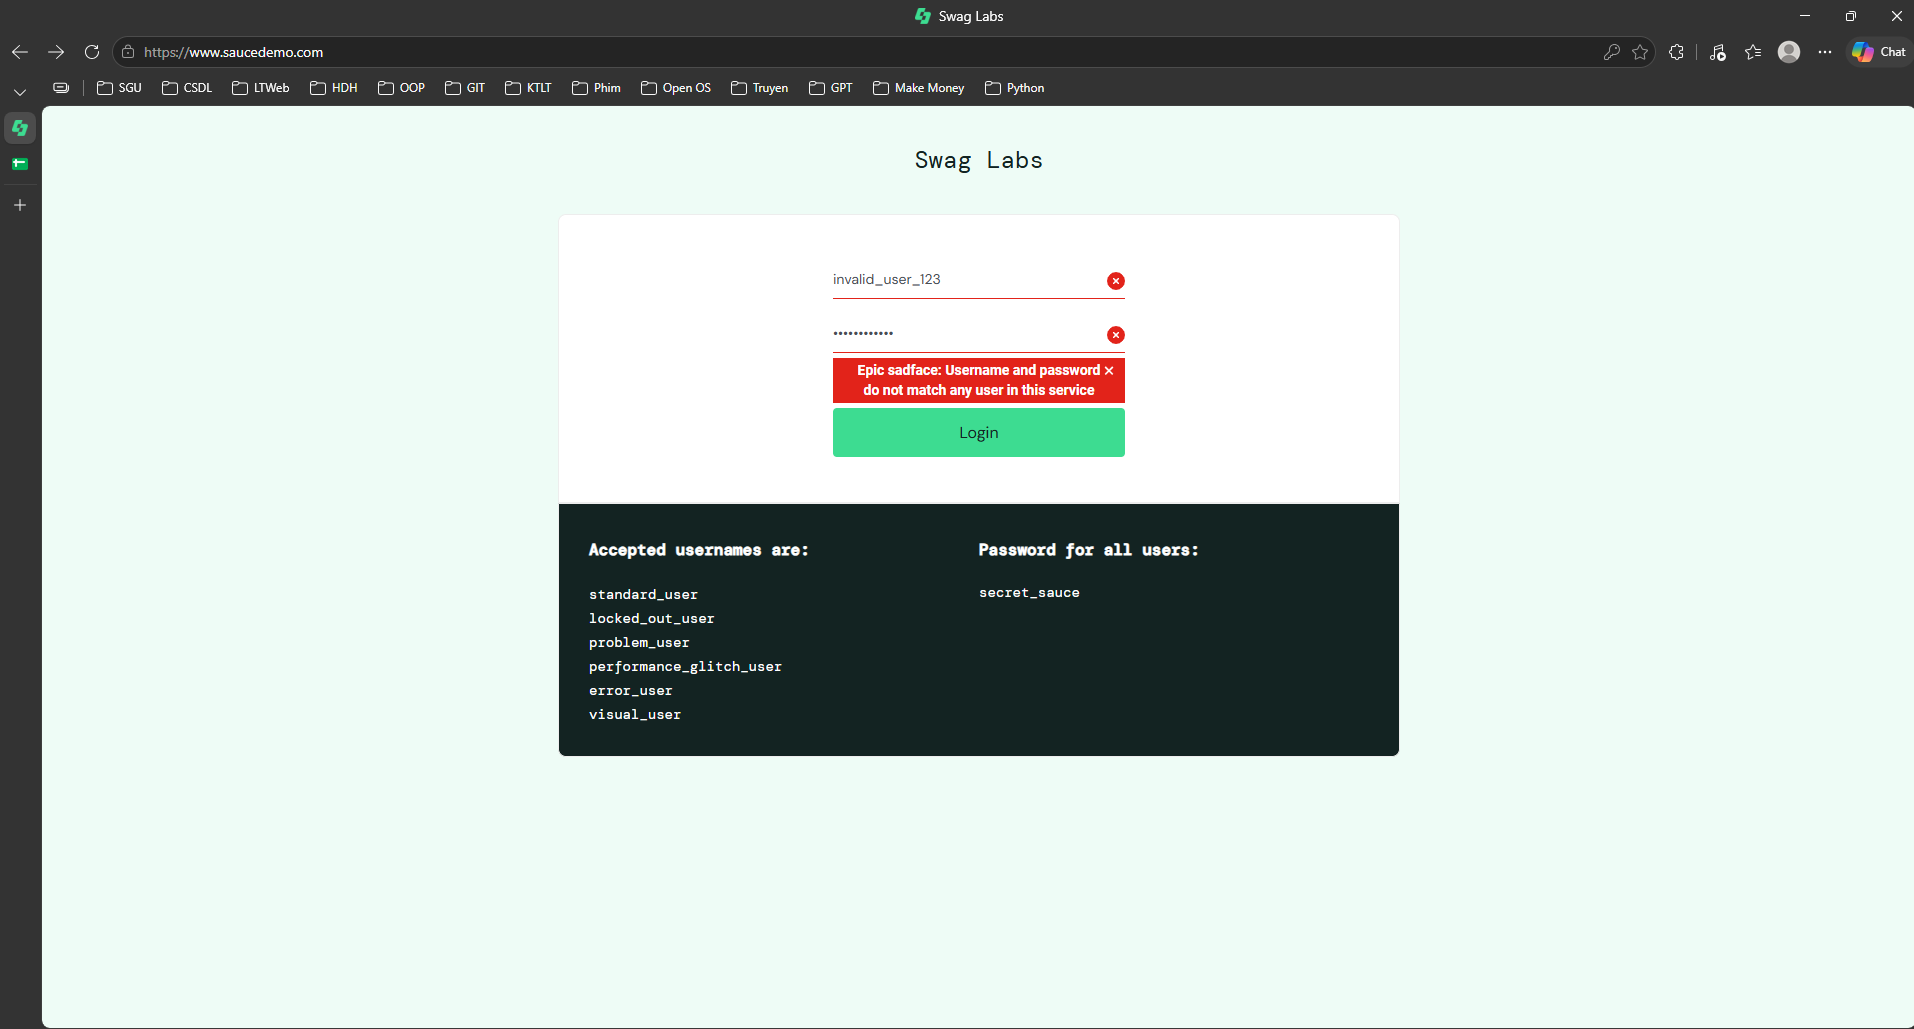 Swag Labs
https://www.saucedemo.com
Chat
SGU
CSDL
LTWeb
HDH
OOP
GIT
KTLT
Phim
Open OS
Truyen
GPT
Make Money
Python
Swag Labs
invalid_user_123
••••••••••••
Epic sadface: Username and password
do not match any user in this service
Login
Accepted usernames are:
standard_user
locked_out_user
problem_user
performance_glitch_user
error_user
visual_user
Password for all users:
secret_sauce